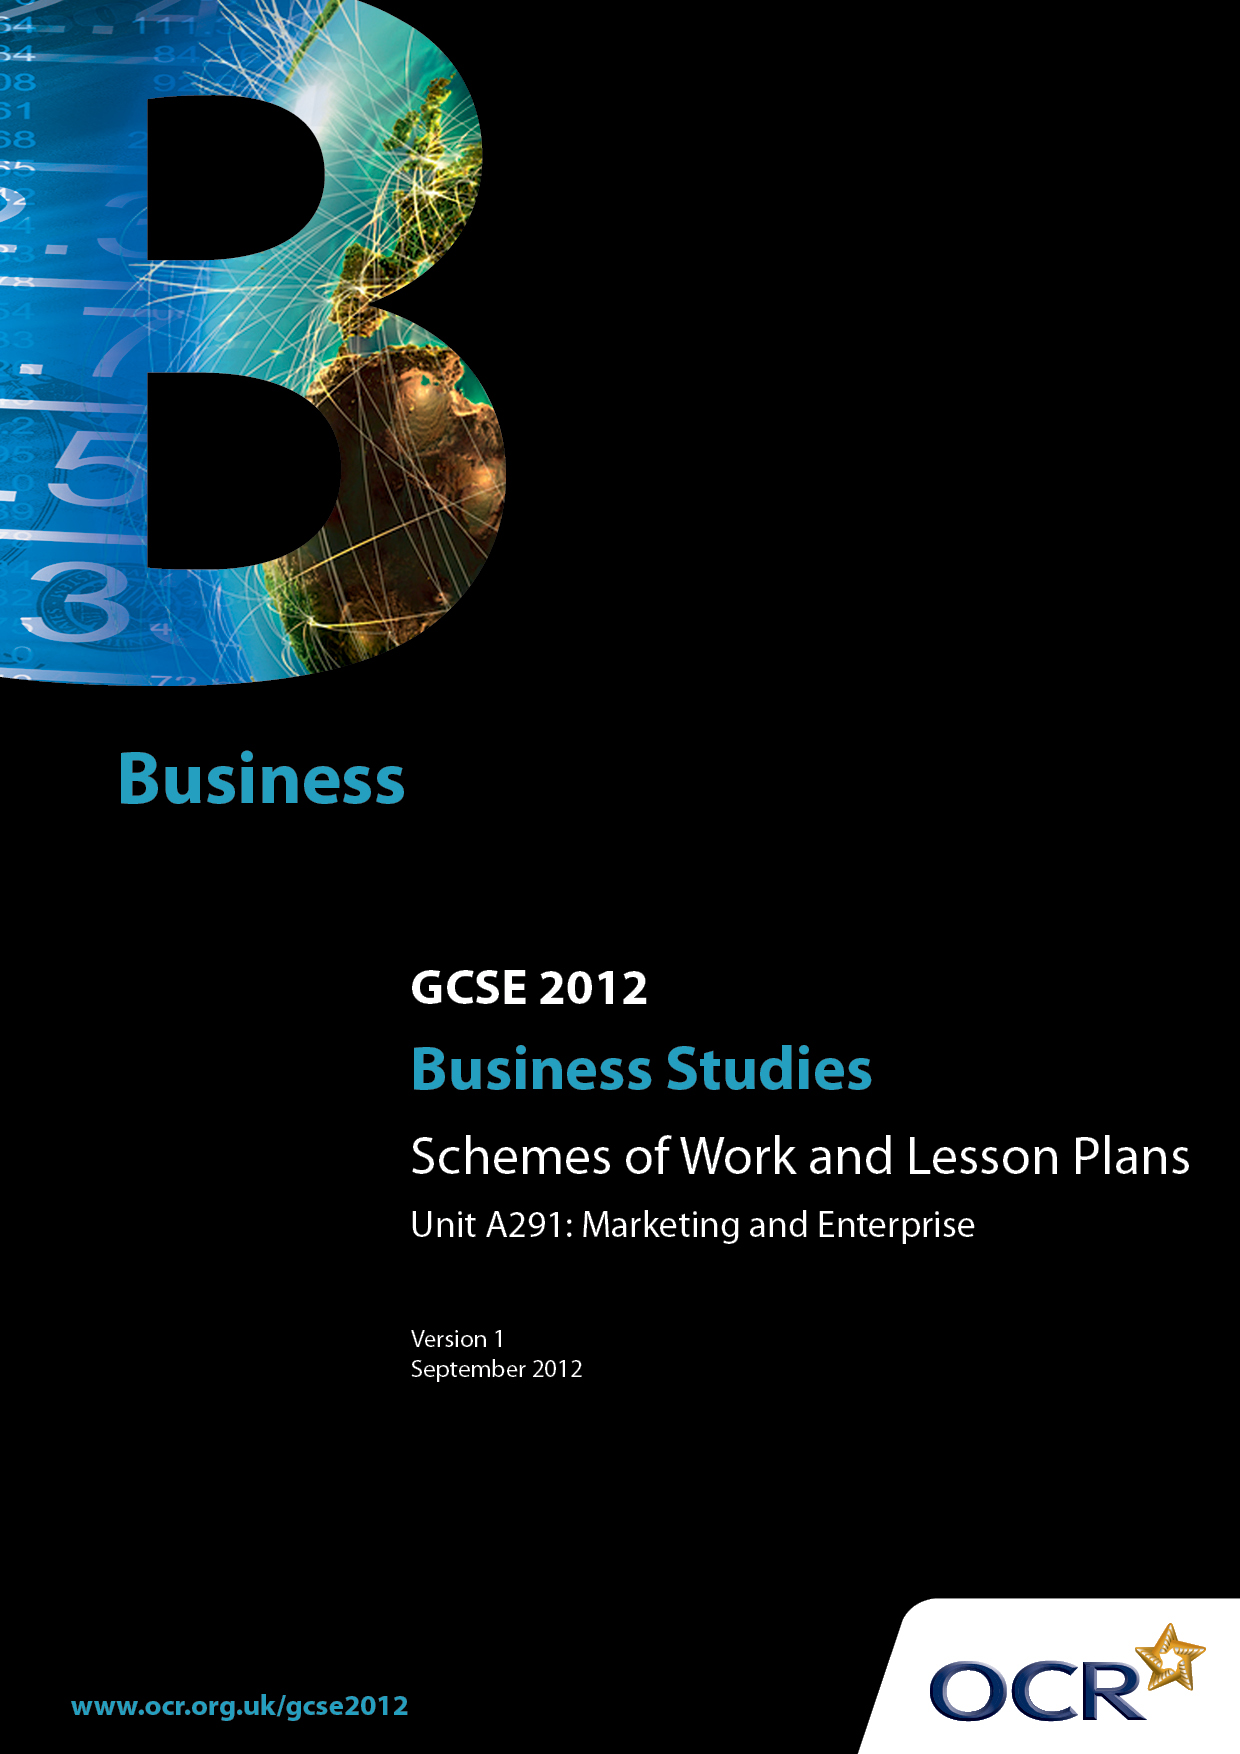 B
Business
GCSE 2012
Business Studies
Schemes of Work and Lesson Plans
Unit A291: Marketing and Enterprise
Version 1
September 2012
www.ocr.org.uk/gcse2012
OCR